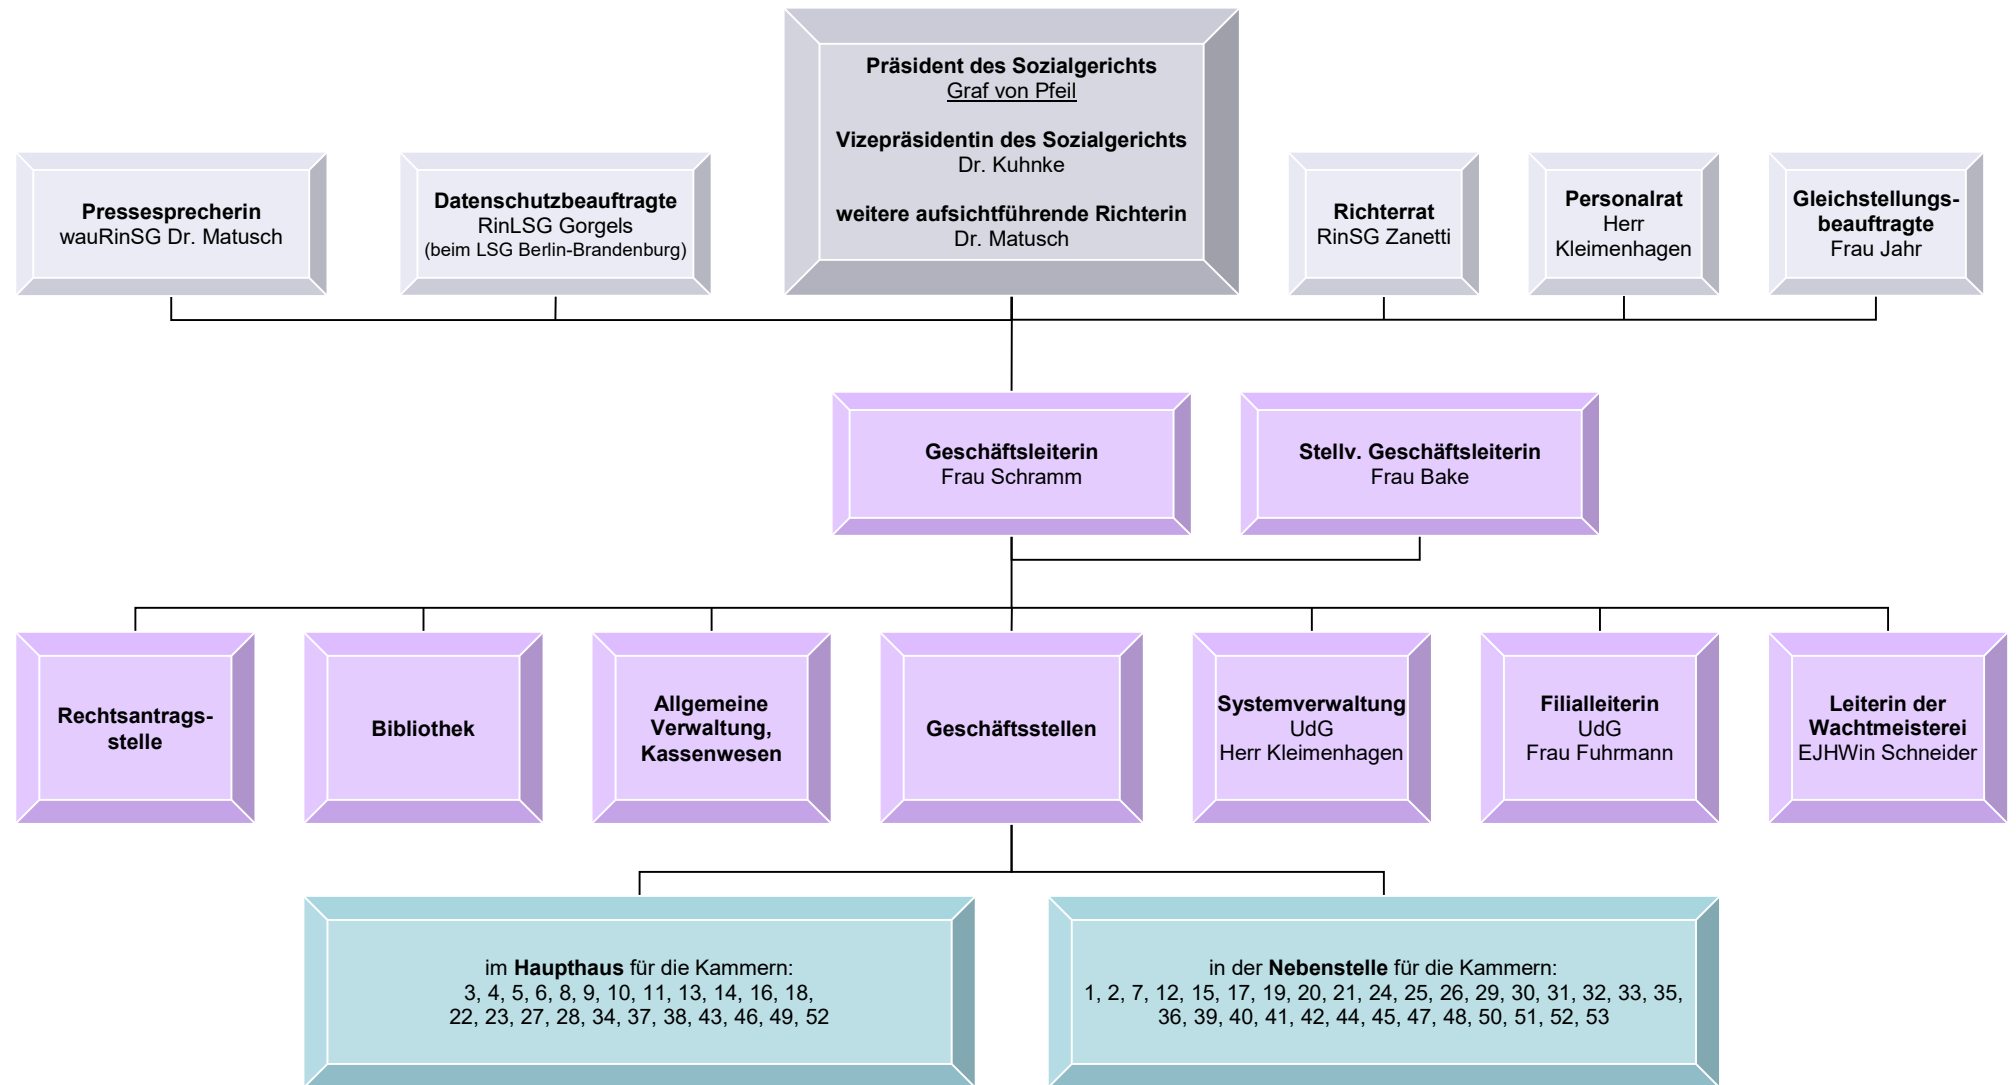 Präsident des Sozialgerichts
Graf von Pfeil
Vizepräsidentin des Sozialgerichts
Dr. Kuhnke
weitere aufsichtführende Richterin
Dr. Matusch
Pressesprecherin
wauRinSG Dr. Matusch
Datenschutzbeauftragte
RinLSG Gorgels
(beim LSG Berlin-Brandenburg)
Richterrat
RinSG Zanetti
Personalrat
Herr
Kleimenhagen
Gleichstellungs-
beauftragte
Frau Jahr
Geschäftsleiterin
Frau Schramm
Stellv. Geschäftsleiterin
Frau Bake
Rechtsantrags-
stelle
Bibliothek
Allgemeine
Verwaltung,
Kassenwesen
Geschäftsstellen
Systemverwaltung
UdG
Herr Kleimenhagen
Filialleiterin
UdG
Frau Fuhrmann
Leiterin der
Wachtmeisterei
EJHWin Schneider
im Haupthaus für die Kammern:
3, 4, 5, 6, 8, 9, 10, 11, 13, 14, 16, 18,
22, 23, 27, 28, 34, 37, 38, 43, 46, 49, 52
in der Nebenstelle für die Kammern:
1, 2, 7, 12, 15, 17, 19, 20, 21, 24, 25, 26, 29, 30, 31, 32, 33, 35,
36, 39, 40, 41, 42, 44, 45, 47, 48, 50, 51, 52, 53